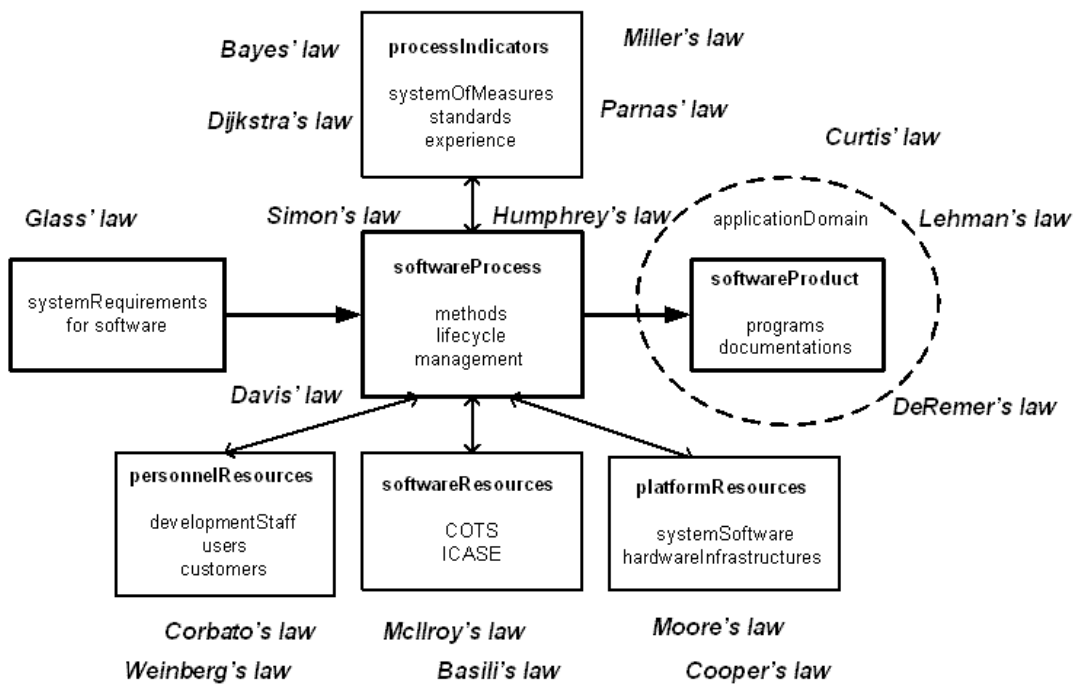 Bayes’ law
processIndicators
Miller’s law
systemOfMeasures
standards
experience
Dijkstra’s law
Parnas’ law
Curtis’ law
Glass’ law
Simon’s law
Humphrey’s law
applicationDomain
Lehman’s law
systemRequirements
for software
softwareProcess
methods
lifecycle
management
softwareProduct
programs
documentations
Davis’ law
DeRemer’s law
personnelResources
developmentStaff
users
customers
softwareResources
COTS
ICASE
platformResources
systemSoftware
hardwareInfrastructures
Corbato’s law
McIlroy’s law
Moore’s law
Weinberg’s law
Basili’s law
Cooper’s law